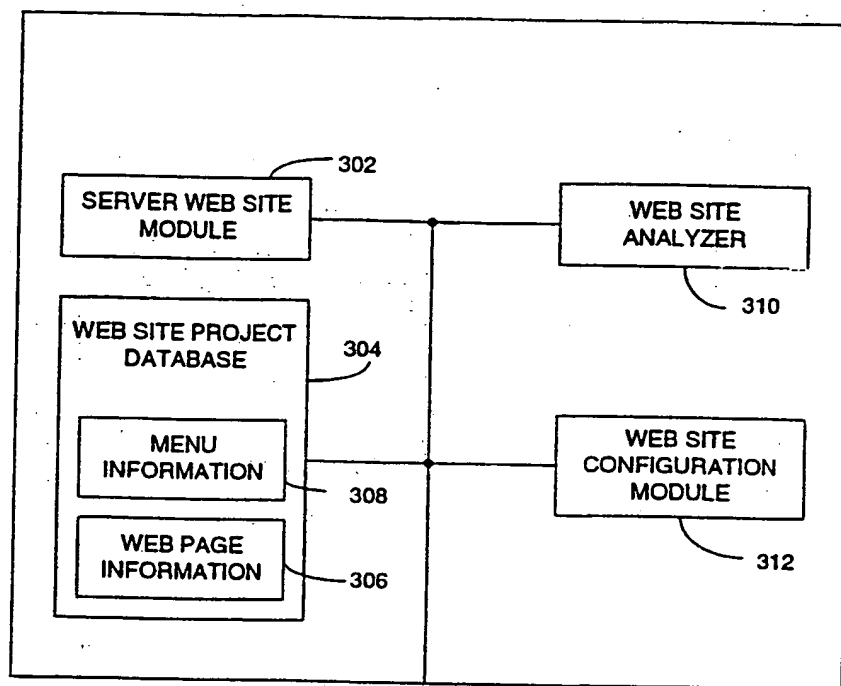 302
SERVER WEB SITE
MODULE
WEB SITE
ANALYZER
310
WEB SITE PROJECT
DATABASE
304
MENU
INFORMATION
308
WEB PAGE
INFORMATION
306
WEB SITE
CONFIGURATION
MODULE
312